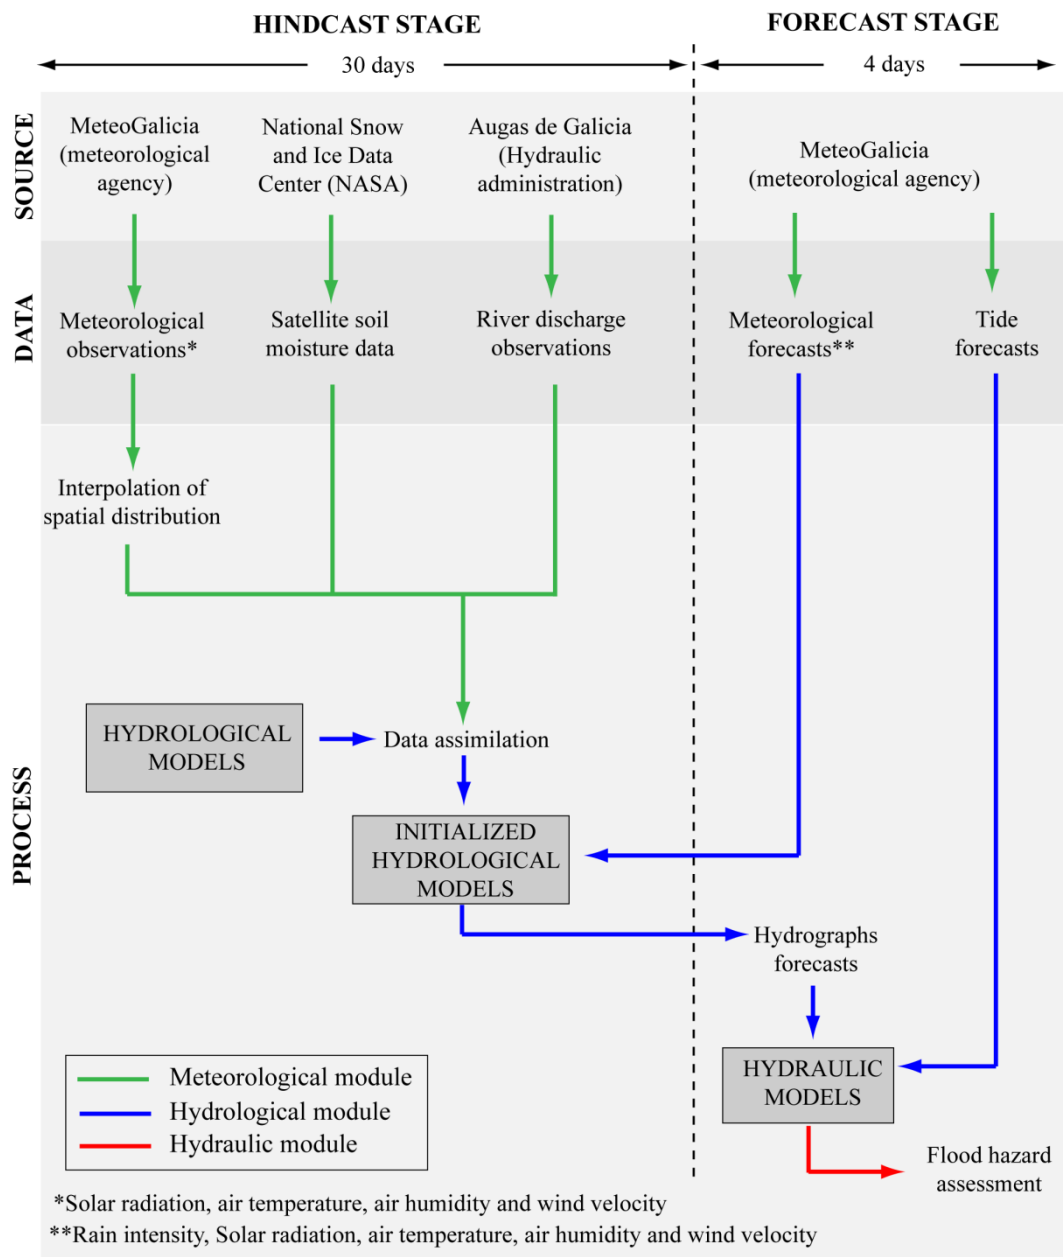 HINDCAST STAGE
FORECAST STAGE
30 days
4 days
SOURCE
MeteoGalicia
(meteorological
agency)
National Snow
and Ice Data
Center (NASA)
Augas de Galicia
(Hydraulic
administration)
MeteoGalicia
(meteorological agency)
DATA
Meteorological
observations*
Satellite soil
moisture data
River discharge
observations
Meteorological
forecasts**
Tide
forecasts
PROCESS
Interpolation of
spatial distribution
HYDROLOGICAL
MODELS
Data assimilation
INITIALIZED
HYDROLOGICAL
MODELS
Hydrographs
forecasts
HYDRAULIC
MODELS
Flood hazard
assessment
Meteorological module
Hydrological module
Hydraulic module
*Solar radiation, air temperature, air humidity and wind velocity
**Rain intensity, Solar radiation, air temperature, air humidity and wind velocity